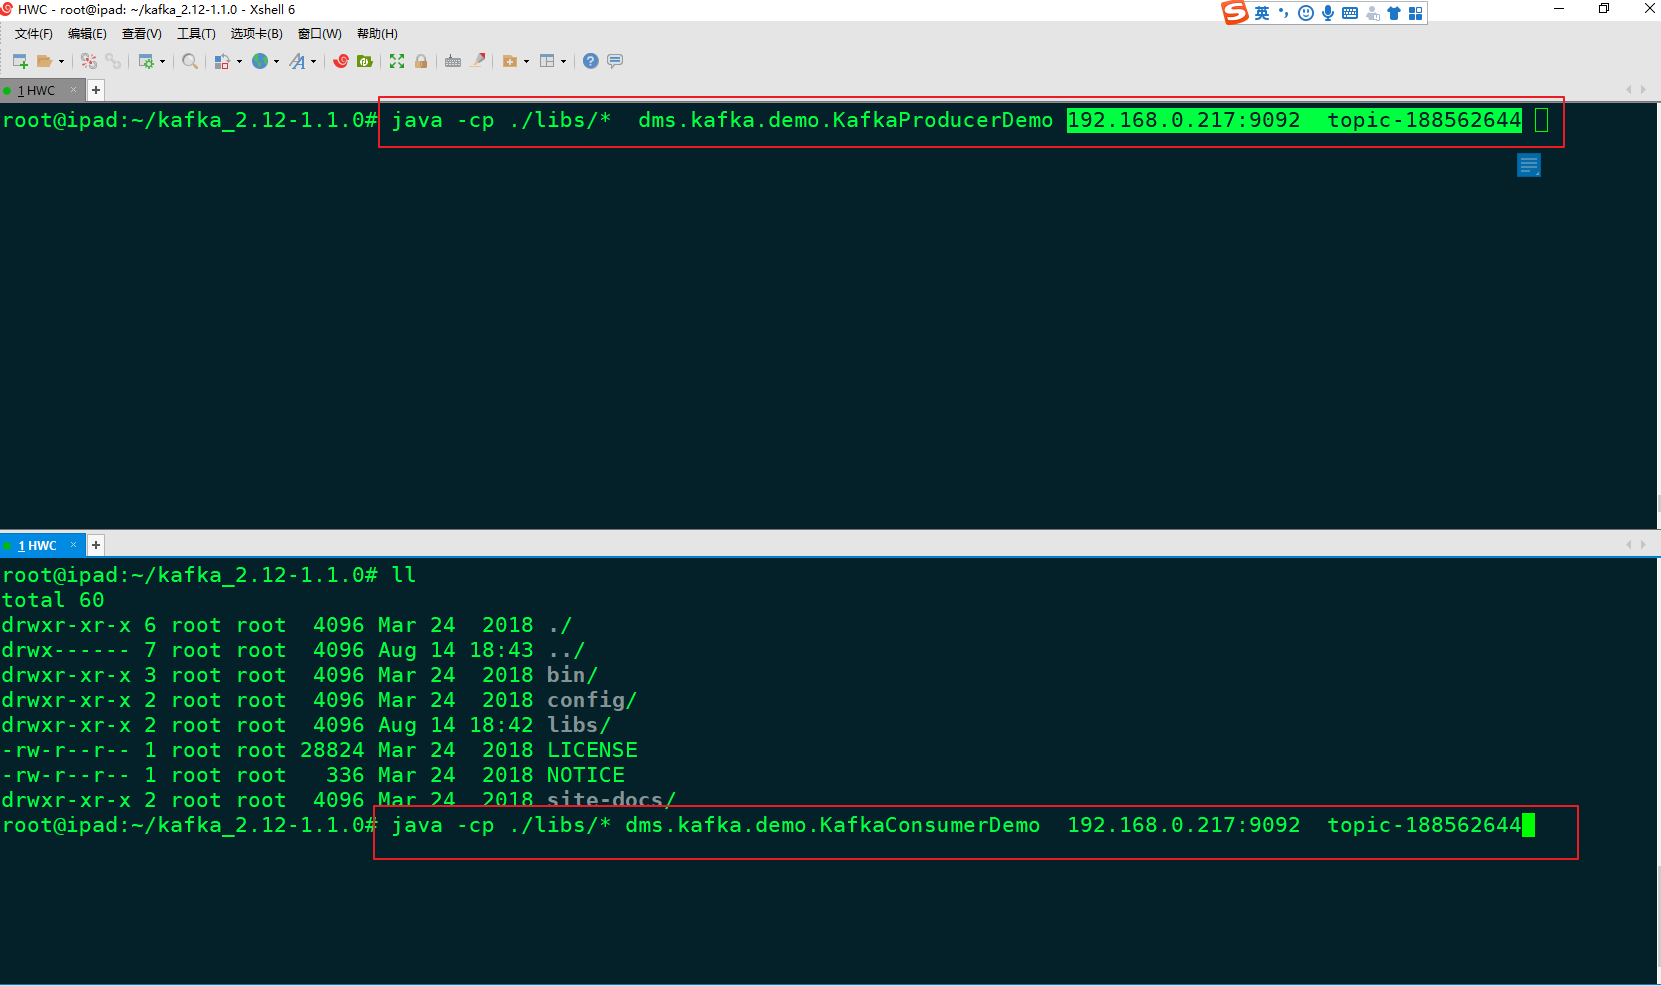 HWC - root@ipad: ~/kafka_2.12-1.1.0 - Xshell 6
英
文件(F) 编辑(E) 查看(V) 工具(T) 选项卡(B) 窗口(W) 帮助(H)
1 HWC × +
root@ipad:~/kafka_2.12-1.1.0# java -cp ./libs/*  dms.kafka.demo.KafkaProducerDemo 192.168.0.217:9092  topic-188562644
1 HWC × +
root@ipad:~/kafka_2.12-1.1.0# ll
total 60
drwxr-xr-x 6 root root  4096 Mar 24  2018 ./
drwx------ 7 root root  4096 Aug 14 18:43 ../
drwxr-xr-x 3 root root  4096 Mar 24  2018 bin/
drwxr-xr-x 2 root root  4096 Mar 24  2018 config/
drwxr-xr-x 2 root root  4096 Aug 14 18:42 libs/
-rw-r--r-- 1 root root 28824 Mar 24  2018 LICENSE
-rw-r--r-- 1 root root   336 Mar 24  2018 NOTICE
drwxr-xr-x 2 root root  4096 Mar 24  2018 site-docs/
root@ipad:~/kafka_2.12-1.1.0# java -cp ./libs/* dms.kafka.demo.KafkaConsumerDemo  192.168.0.217:9092  topic-188562644